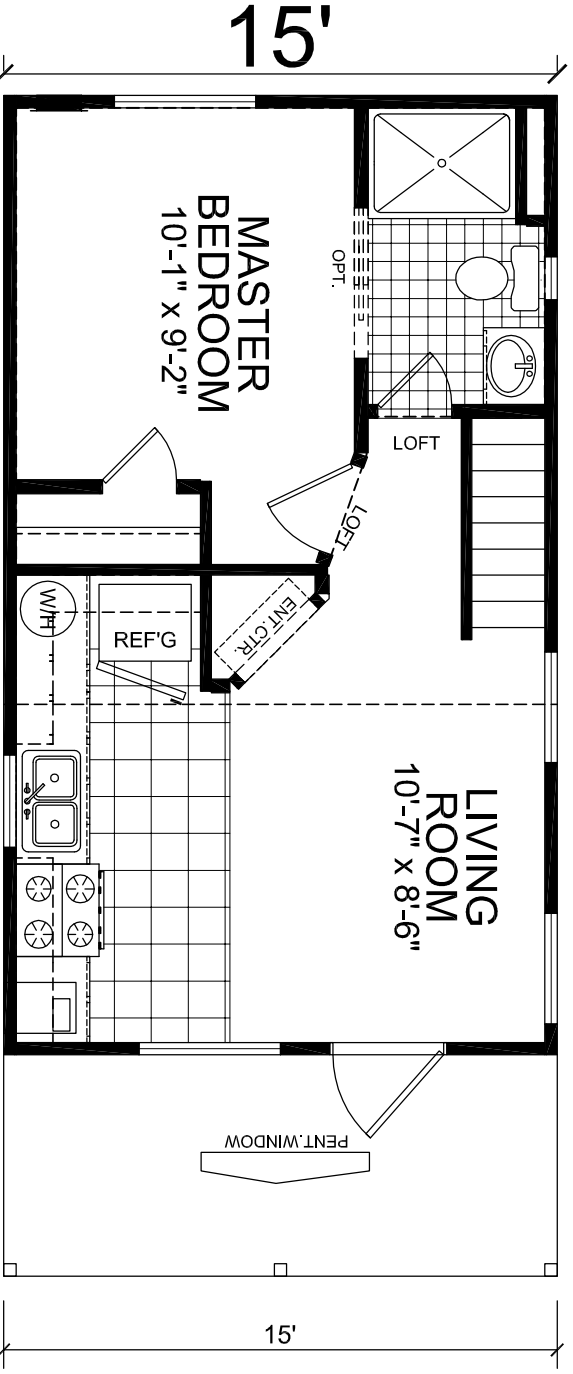 15'
MASTER
BEDROOM
10'-1" x 9'-2"
OPT.
LOFT
LOFT
W/H
REF'G
ENT.CTR.
LIVING
ROOM
10'-7" x 8'-6"
PENT.WINDOW
15'